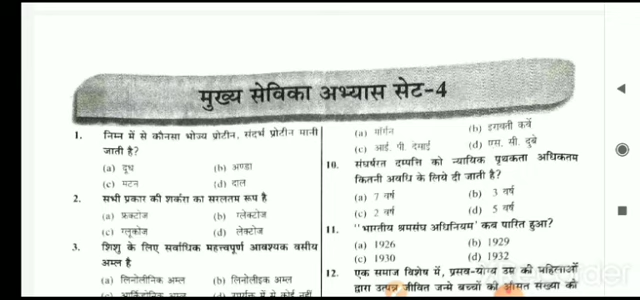 मुख्य सेविका अभ्यास सेट-4
1. निम्न में से कौनसा भोज्य प्रोटीन, संदर्भ प्रोटीन मानी
जाती है?
(a) दूध (b) अण्डा
(c) मटन (d) दाल
2. सभी प्रकार की शर्करा का सरलतम रूप है
(a) फ्रक्टोज (b) ग्लेक्टोज
(c) ग्लूकोज (d) लेक्टोज
3. शिशु के लिए सर्वाधिक महत्त्वपूर्ण आवश्यक वसीय
अम्ल है
(a) लिनोलीनिक अम्ल (b) लिनोलीइक अम्ल
(d) उपर्युक्त में से कोई नहीं
(a) मॉर्गन (b) इरावती कर्वे
(c) आई. पी. देसाई (d) एस. सी. दुबे
10. संघर्षरत दम्पत्ति को न्यायिक पृथकता अधिकतम
कितनी अवधि के लिये दी जाती है?
(a) 7 वर्ष (b) 3 वर्ष
(c) 2 वर्ष (d) 5 वर्ष
11. "भारतीय श्रमसंघ अधिनियम" कब पारित हुआ?
(a) 1926 (b) 1929
(c) 1930 (d) 1932
12. एक समाज विशेष में, प्रसव-योग्य उम्र की महिलाओं
द्वारा उत्पन्न जीवित जन्मे बच्चों की औसत संख्या को